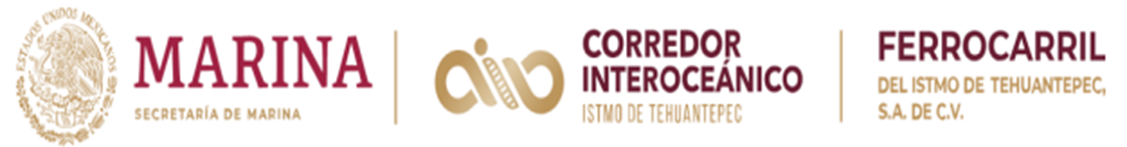 ESTADOS UNIDOS MEXICANOS
MARINA
SECRETARÍA DE MARINA
CORREDOR
INTEROCEÁNICO
ISTMO DE TEHUANTEPEC
FERROCARRIL
DEL ISTMO DE TEHUANTEPEC,
S.A. DE C.V.